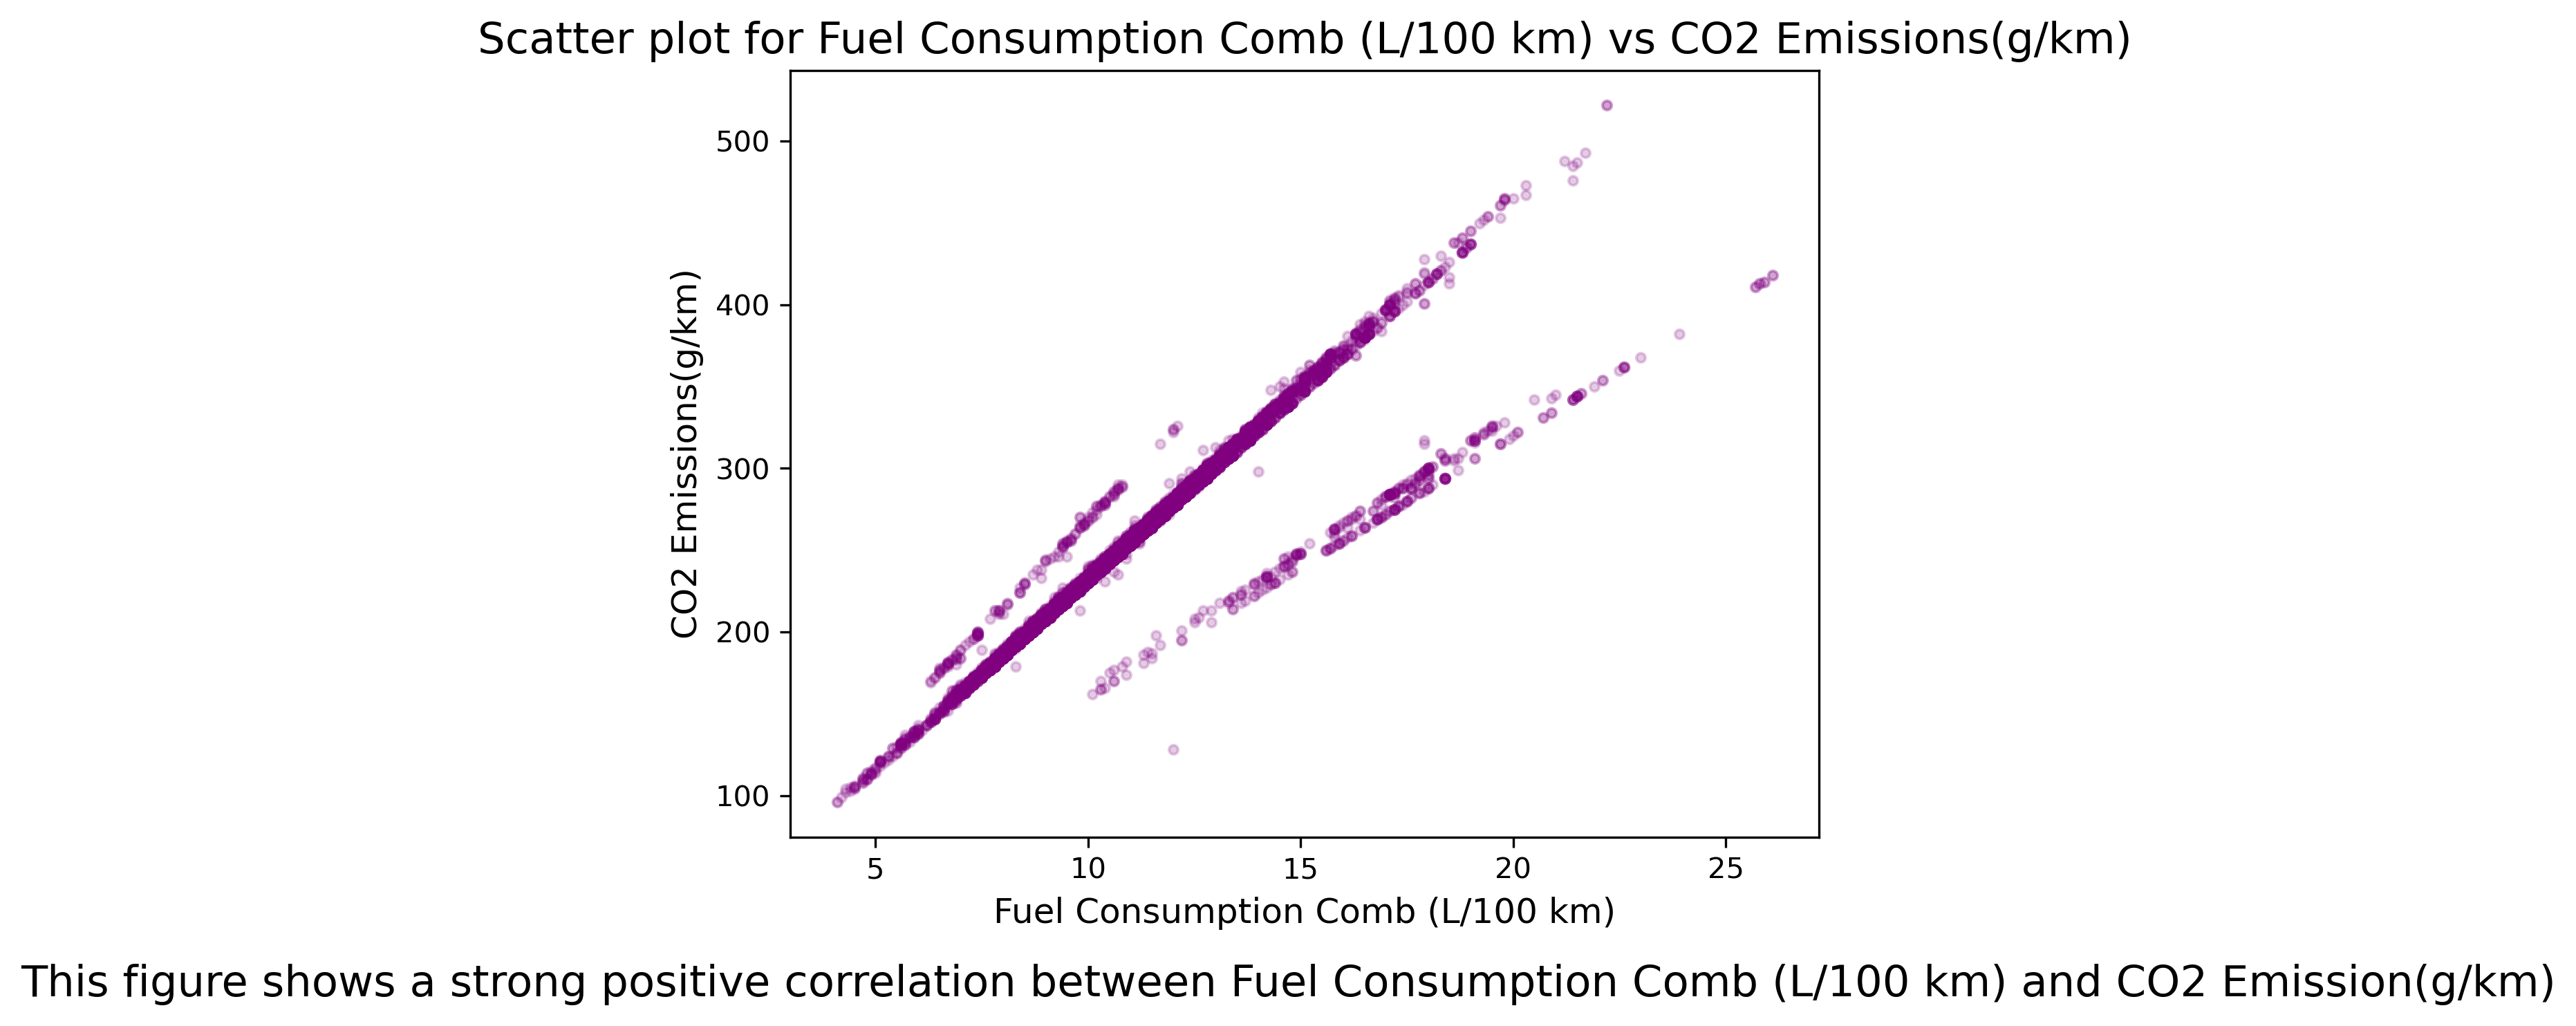 Scatter plot for Fuel Consumption Comb (L/100 km) vs CO2 Emissions(g/km)
CO2 Emissions(g/km)
500
400
300
200
100
5 10 15 20 25
Fuel Consumption Comb (L/100 km)
This figure shows a strong positive correlation between Fuel Consumption Comb (L/100 km) and CO2 Emission(g/km)